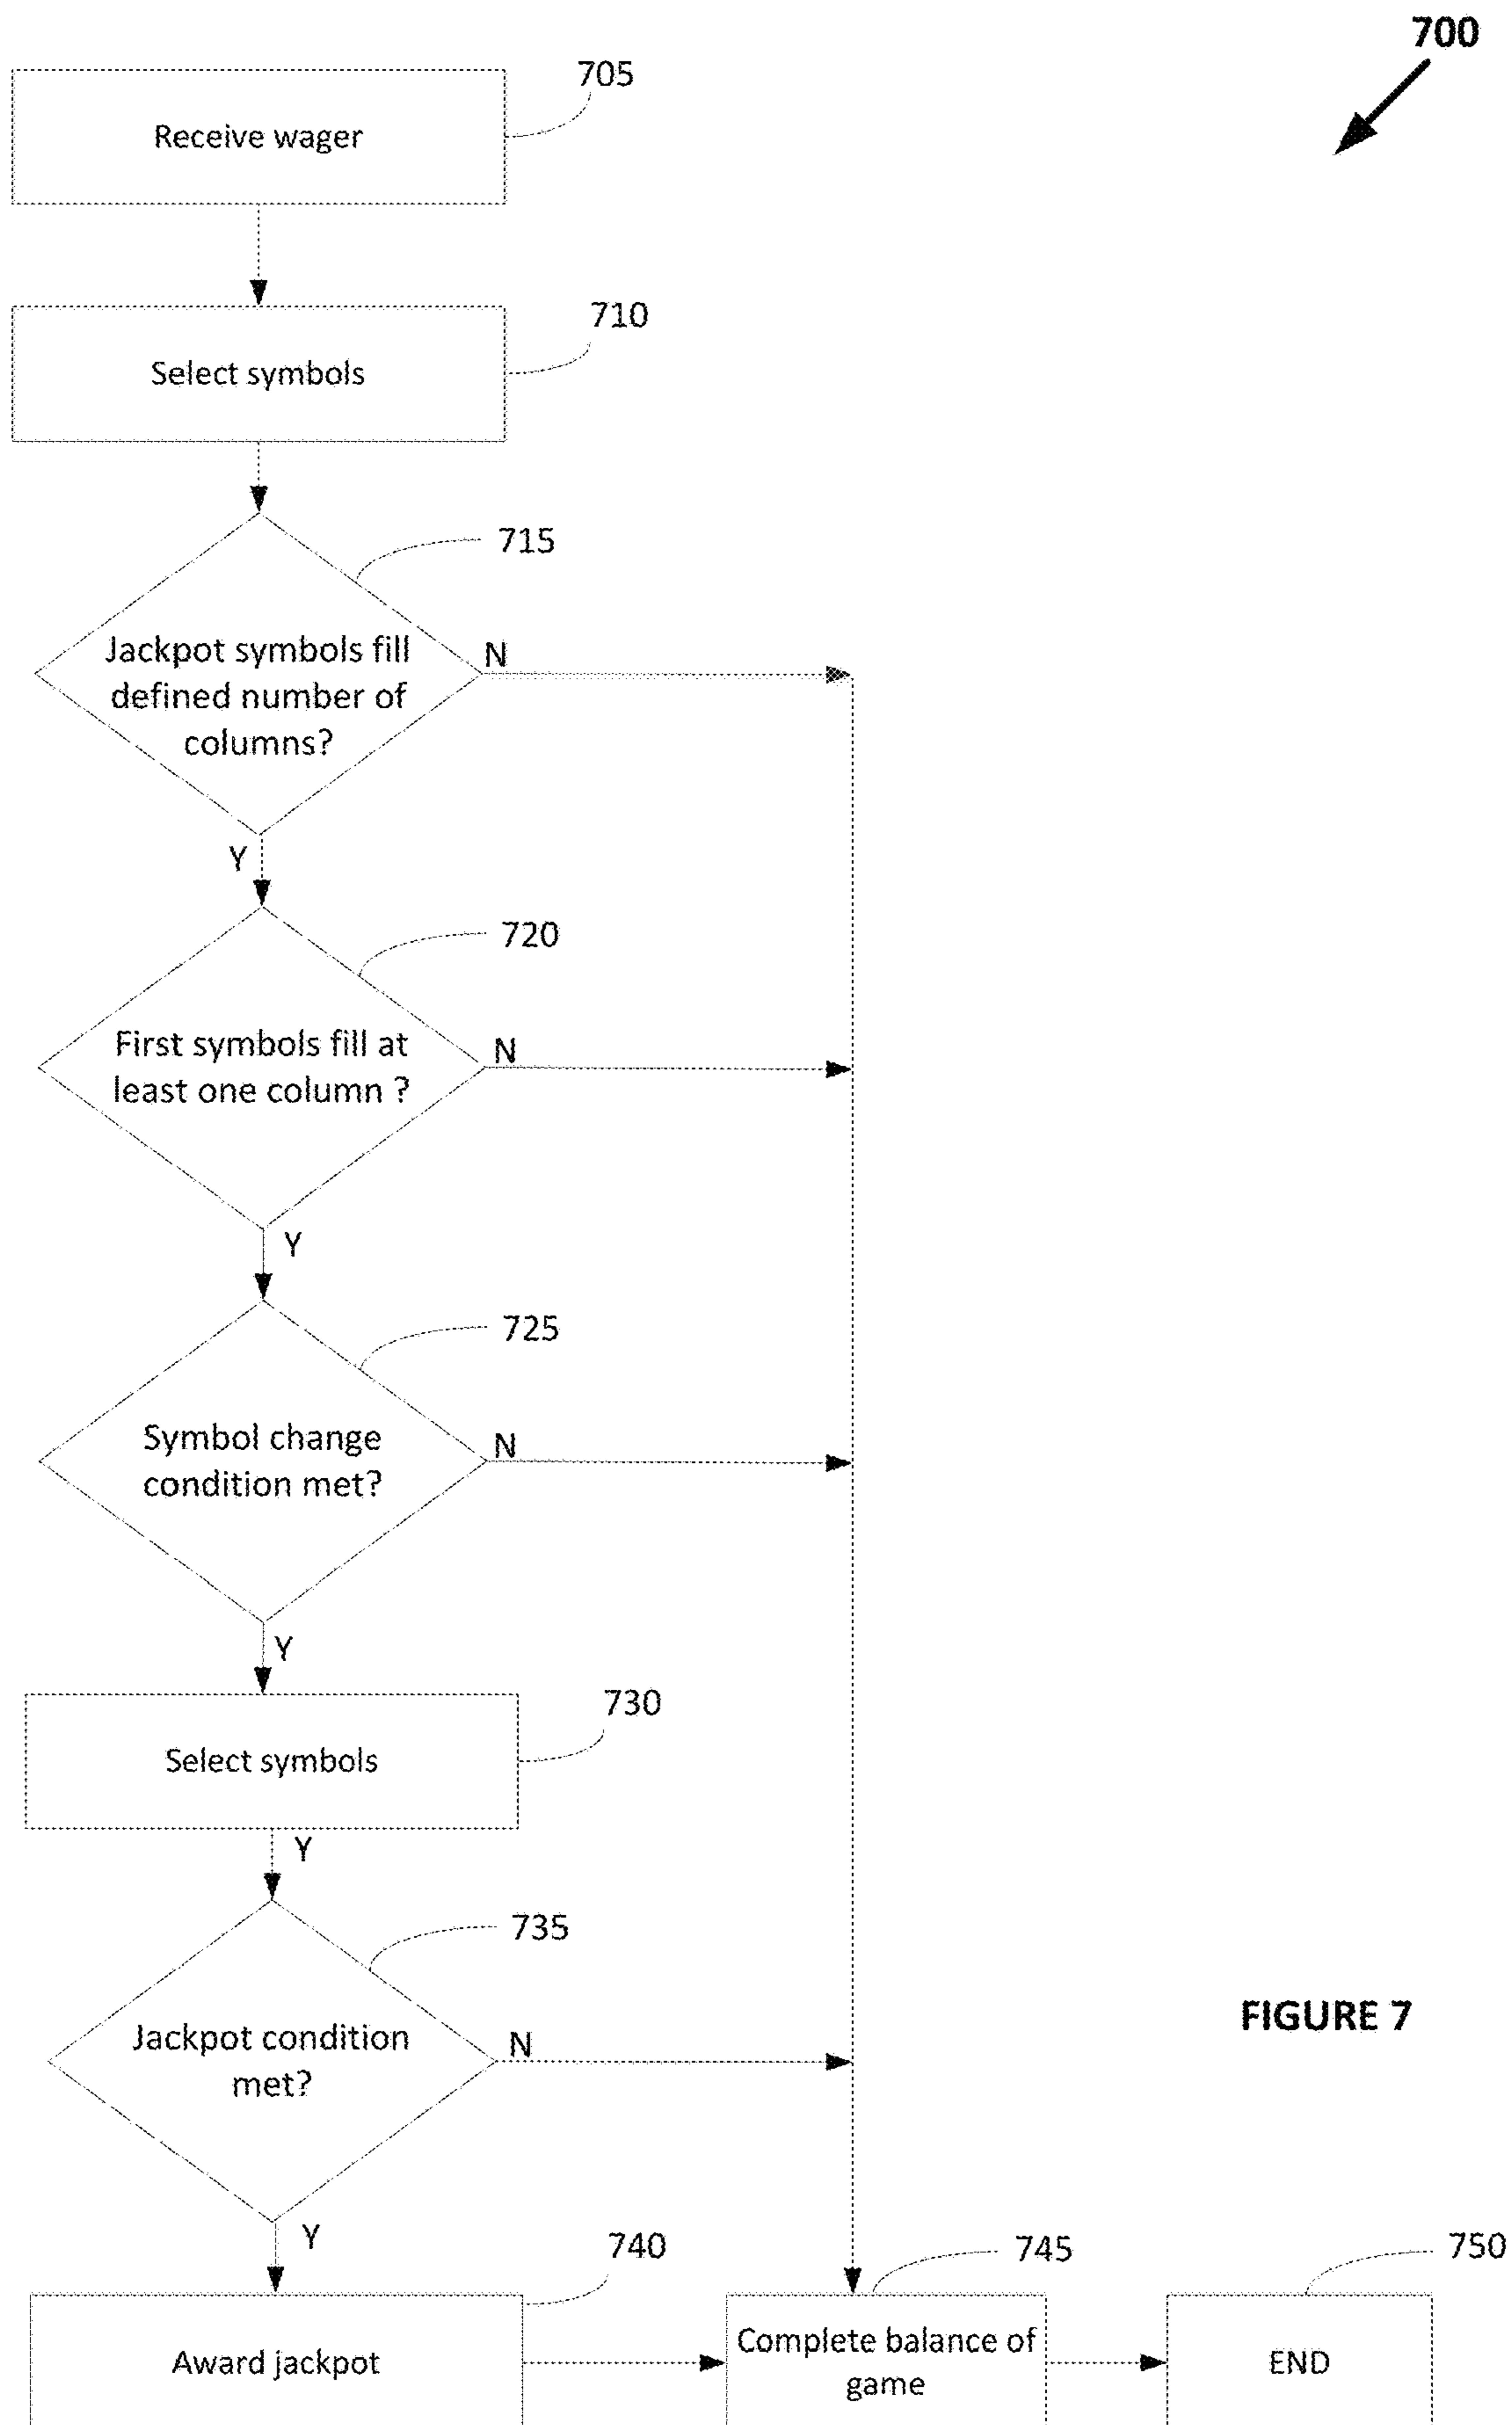 700
705
Receive wager
710
Select symbols
715
Jackpot symbols fill
defined number of
columns?
N
Y
720
First symbols fill at
least one column ?
N
Y
725
Symbol change
condition met?
N
Y
730
Select symbols
Y
735
Jackpot condition
met?
N
FIGURE 7
Y
740
Award jackpot
745
Complete balance of
game
750
END